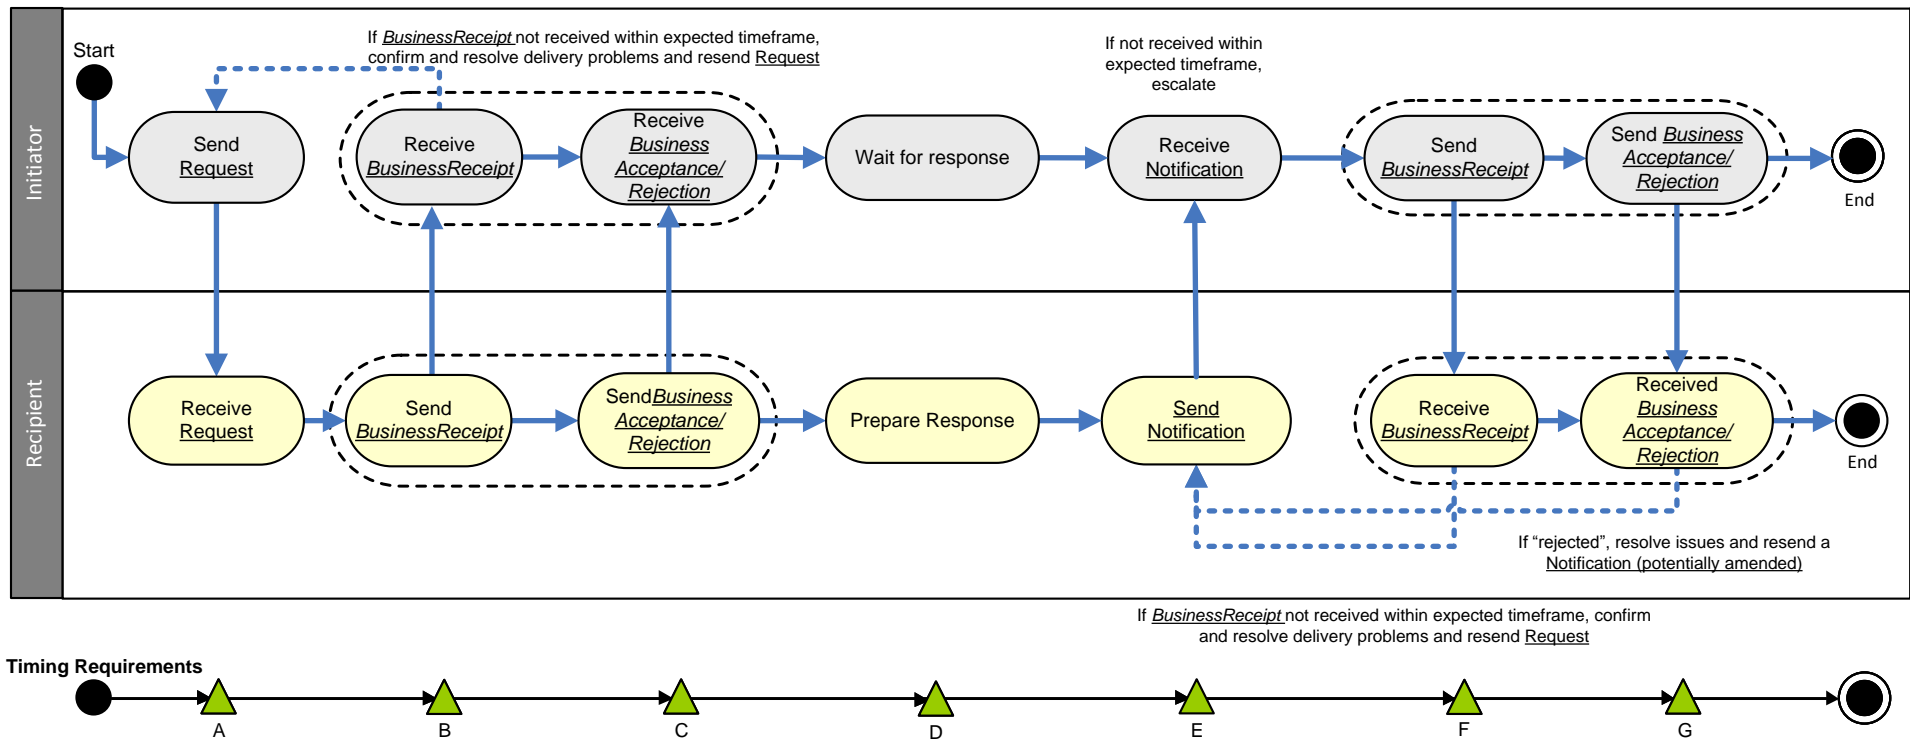 Initiator
Start
If BusinessReceipt not received within expected timeframe,
confirm and resolve delivery problems and resend Request
If not received within
expected timeframe,
escalate
Send
Request
Receive
BusinessReceipt
Receive
Business
Acceptance/
Rejection
Wait for response
Receive
Notification
Send
BusinessReceipt
Send Business
Acceptance/
Rejection
End
Recipient
Receive
Request
Send
BusinessReceipt
SendBusiness
Acceptance/
Rejection
Prepare Response
Send
Notification
Receive
BusinessReceipt
Received
Business
Acceptance/
Rejection
End
If “rejected”, resolve issues and resend a
Notification (potentially amended)
If BusinessReceipt not received within expected timeframe, confirm
and resolve delivery problems and resend Request
Timing Requirements
A
B
C
D
E
F
G